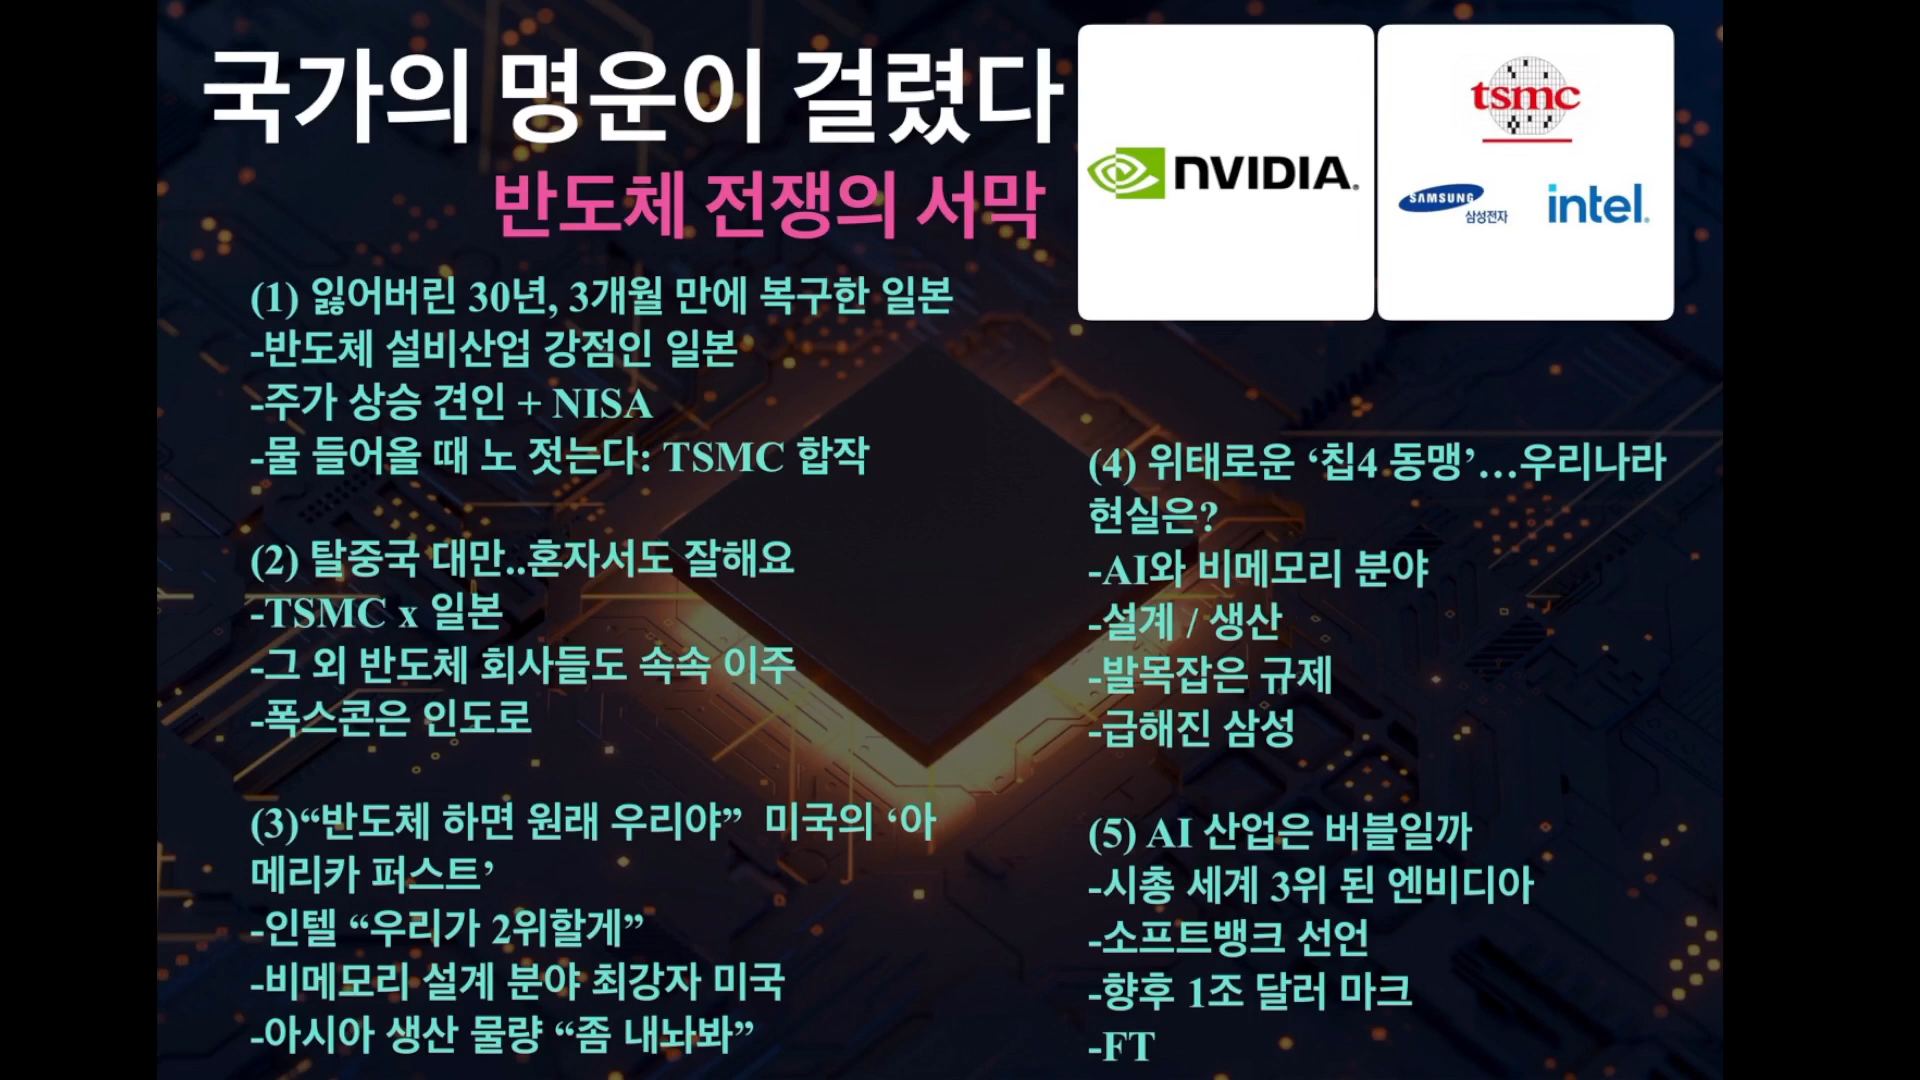 국가의 명운이 걸렸다
반도체 전쟁의 서막
NVIDIA.
tsmc
SAMSUNG
삼성전자
intel.
(1) 잃어버린 30년, 3개월 만에 복구한 일본
-반도체 설비산업 강점인 일본
-주가 상승 견인 + NISA
-물 들어올 때 노 젓는다: TSMC 합작
(2) 탈중국 대만..혼자서도 잘해요
-TSMC x 일본
-그 외 반도체 회사들도 속속 이주
-폭스콘은 인도로
(3)“반도체 하면 원래 우리야”  미국의 ‘아
메리카 퍼스트’
-인텔 “우리가 2위할게”
-비메모리 설계 분야 최강자 미국
-아시아 생산 물량 “좀 내놔봐”
(4) 위태로운 ‘칩4 동맹’...우리나라
현실은?
-AI와 비메모리 분야
-설계 / 생산
-발목잡은 규제
-급해진 삼성
(5) AI 산업은 버블일까
-시총 세계 3위 된 엔비디아
-소프트뱅크 선언
-향후 1조 달러 마크
-FT